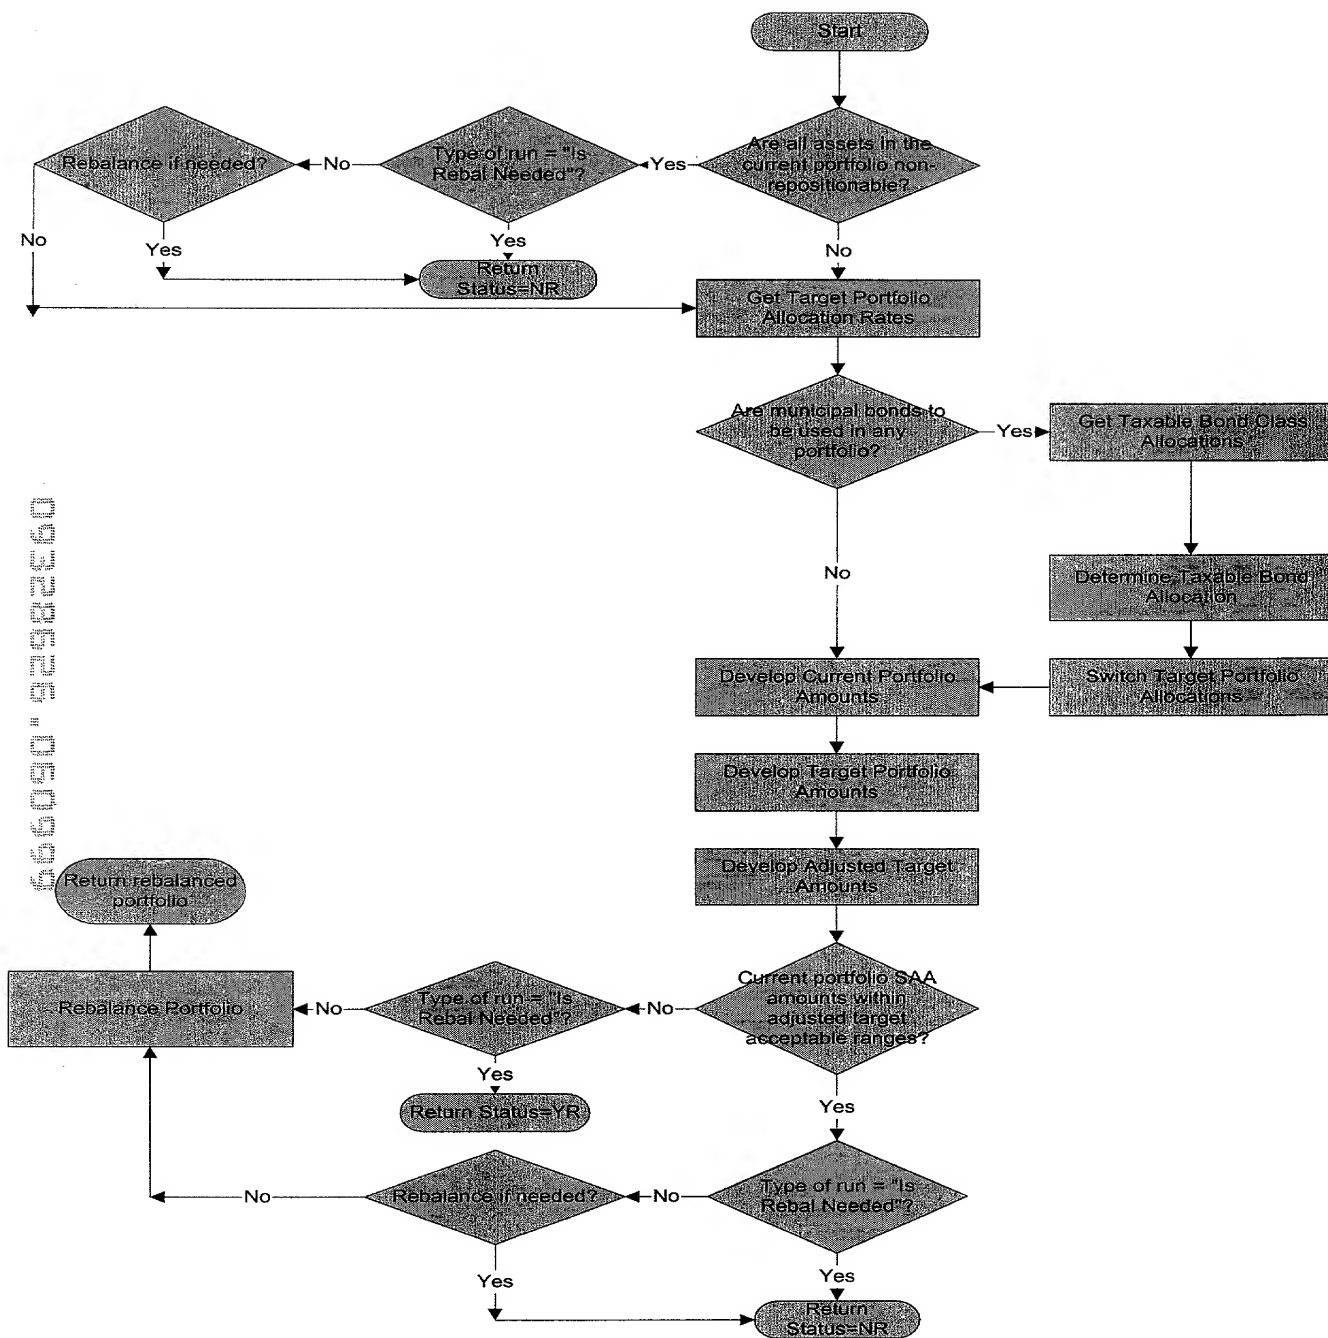 Start
Are all assets in the
current portfolio non-
repositionable?
Yes
Type of run = "Is
Rebal Needed"?
No
Rebalance if needed?
No
Yes
Yes
No
Return
Status=NR
Get Target Portfolio
Allocation Rates
Are municipal bonds to
be used in any
portfolio?
Yes
Get Taxable Bond Class
Allocations
No
Determine Taxable Bond
Allocation
Develop Current Portfolio
Amounts
Switch Target Portfolio
Allocations
Develop Target Portfolio
Amounts
Develop Adjusted Target
Amounts
Return rebalanced
portfolio
Current portfolio SAA
amounts within
adjusted target
acceptable ranges?
No
Type of run = "Is
Rebal Needed"?
No
Rebalance Portfolio
Yes
Return Status=YR
Yes
Type of run = "Is
Rebal Needed"?
No
Rebalance if needed?
No
Yes
Yes
Return
Status=NR